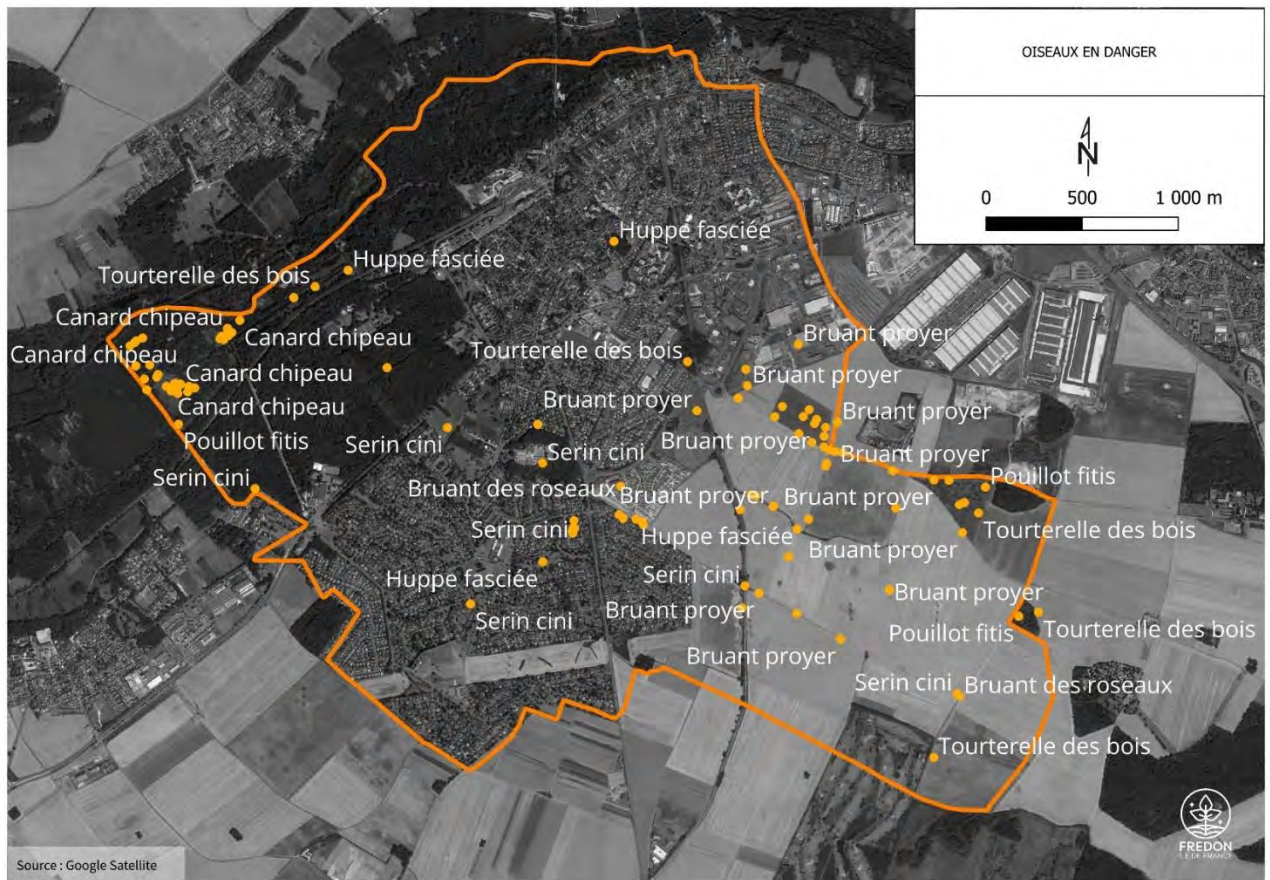 OISEAUX EN DANGER
N
0 500 1 000 m
Huppe fasciée
Huppe fasciée
Tourterelle des bois
Canard chipeau
Canard chipeau
Bruant proyer
Canard chipeau
Tourterelle des bois
Canard chipeau
Bruant proyer
Canard chipeau
Bruant proyer
Bruant proyer
Pouillot fitis
Serin cini
Bruant proyer
Serin cini
Bruant proyer
Serin cini
Pouillot fitis
Bruant des roseaux
Bruant proyer
Bruant proyer
Serin cini
Huppe fasciée
Tourterelle des bois
Bruant proyer
Huppe fasciée
Serin cini
Bruant proyer
Bruant proyer
Serin cini
Pouillot fitis
Tourterelle des bois
Bruant proyer
Serin cini
Bruant des roseaux
Tourterelle des bois
FREDON
ÎLE DE FRANCE
Source : Google Satellite